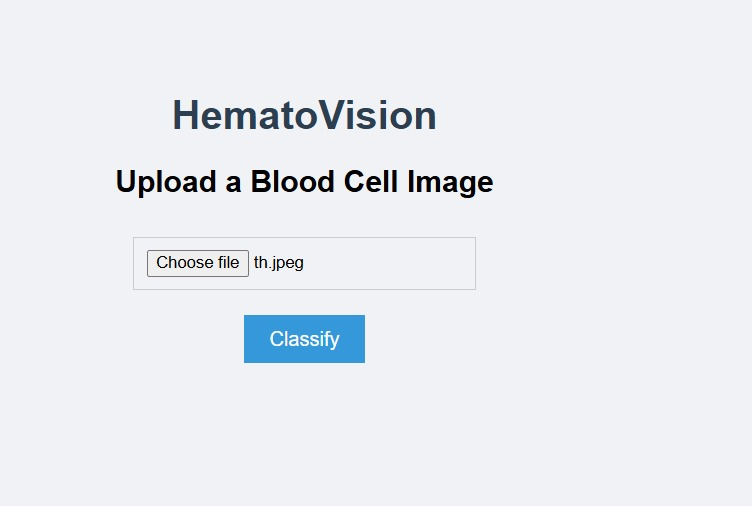 HematoVision
Upload a Blood Cell Image
Choose file th.jpeg
Classify